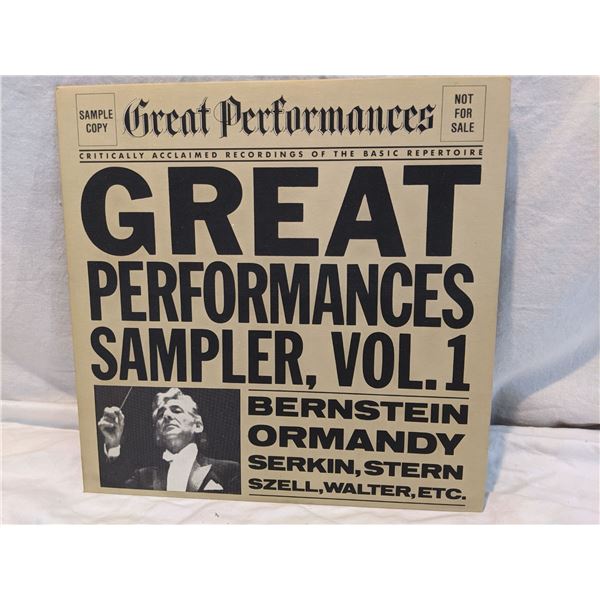 SAMPLE
COPY
Great Performances
NOT
FOR
SALE
CRITICALLY ACCLAIMED RECORDINGS OF THE BASIC REPERTOIRE
GREAT
PERFORMANCES
SAMPLER, VOL.1
BERNSTEIN
ORMANDY
SERKIN, STERN
SZELL, WALTER, ETC.